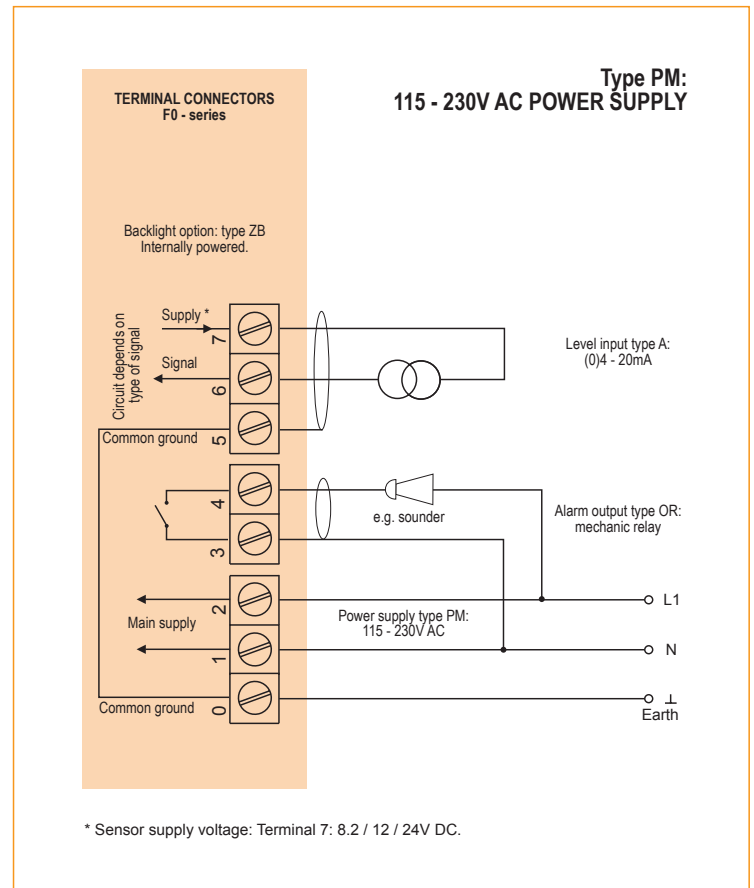 Type PM:
115 - 230V AC POWER SUPPLY
TERMINAL CONNECTORS
F0 - series
Backlight option: type ZB
Internally powered.
Circuit depends on
type of signal
Supply *
7
Signal
6
Common ground
5
Level input type A:
(0)4 - 20mA
4
e.g. sounder
3
Alarm output type OR:
mechanic relay
2
Main supply
1
Power supply type PM:
115 - 230V AC
L1
N
Common ground
0
Earth
* Sensor supply voltage: Terminal 7: 8.2 / 12 / 24V DC.